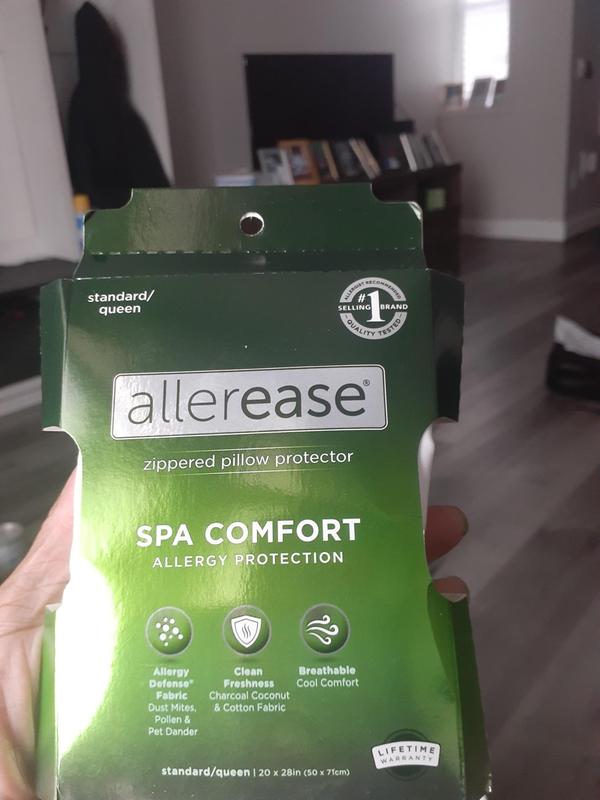 standard/
queen
ALLERGIST RECOMMENDED
#1
SELLING BRAND
QUALITY TESTED
allerease®
zippered pillow protector
SPA COMFORT
ALLERGY PROTECTION
Allergy
Defense®
Fabric
Dust Mites,
Pollen &
Pet Dander
Clean
Freshness
Charcoal Coconut
& Cotton Fabric
Breathable
Cool Comfort
LIFETIME
WARRANTY
standard/queen | 20 x 28in (50 x 71cm)